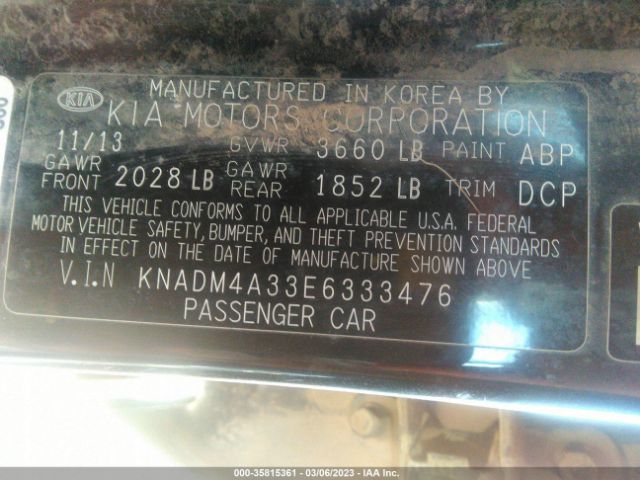 MANUFACTURED IN KOREA BY
KIA KIA MOTORS CORPORATION
11/13 GVWR 3660 LB PAINT ABP
GAWR FRONT 2028 LB GAWR REAR 1852 LB TRIM DCP
THIS VEHICLE CONFORMS TO ALL APPLICABLE U.S.A. FEDERAL
MOTOR VEHICLE SAFETY, BUMPER, AND THEFT PREVENTION STANDARDS
IN EFFECT ON THE DATE OF MANUFACTURE SHOWN ABOVE
V.I.N KNADM4A33E6333476
PASSENGER CAR
000-35815361 - 03/06/2023 - IAA Inc.